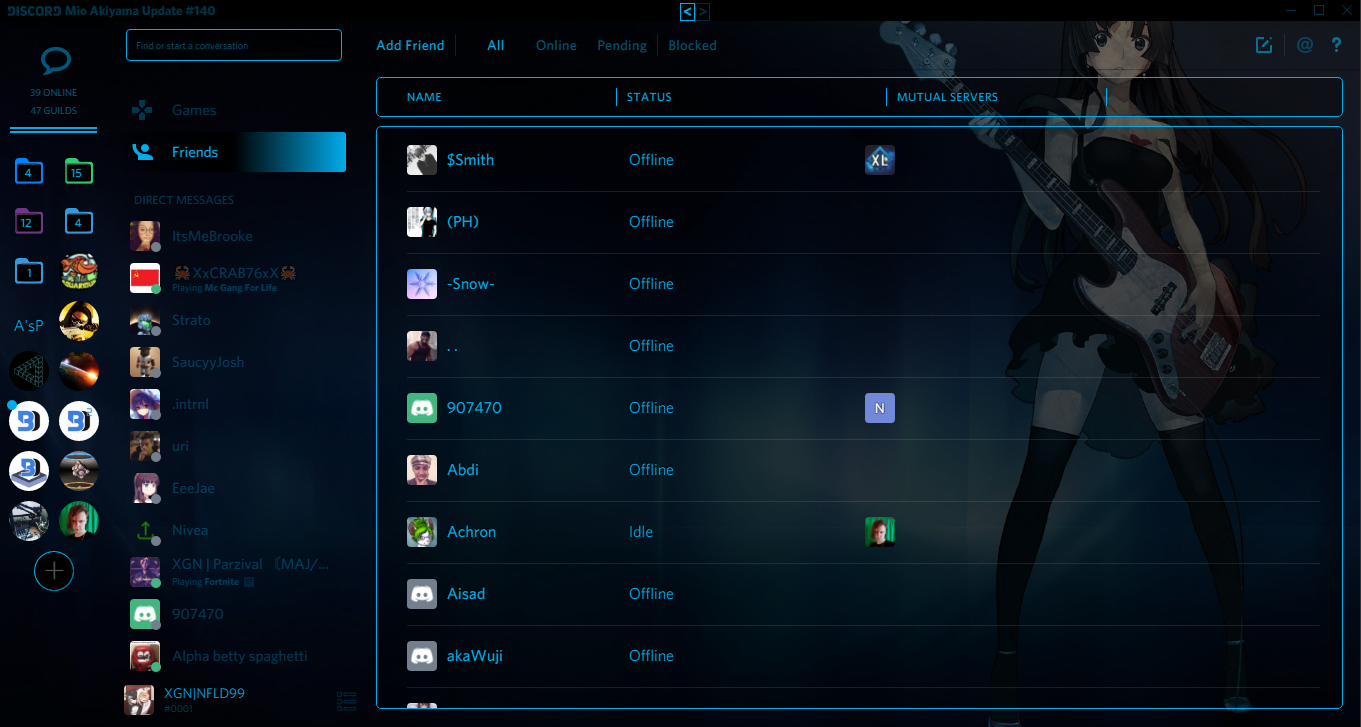 DISCORD Mio Akiyama Update #140
< >
39 ONLINE
47 GUILDS
4
15
12
4
1
A'sP
Find or start a conversation
Games
Friends
DIRECT MESSAGES
ItsMeBrooke
🦀XxCRAB76xX🦀
Playing Mc Gang For Life
Strato
SaucyyJosh
.intrnl
uri
EeeJae
Nivea
XGN | Parzival 〔MAJ/...
Playing Fortnite
907470
Alpha betty spaghetti
XGN|NFLD99
#0001
Add Friend All Online Pending Blocked
@ ?
NAME STATUS MUTUAL SERVERS
$Smith Offline XL
(PH) Offline
-Snow- Offline
. . Offline
907470 Offline N
Abdi Offline
Achron Idle
Aisad Offline
akaWuji Offline